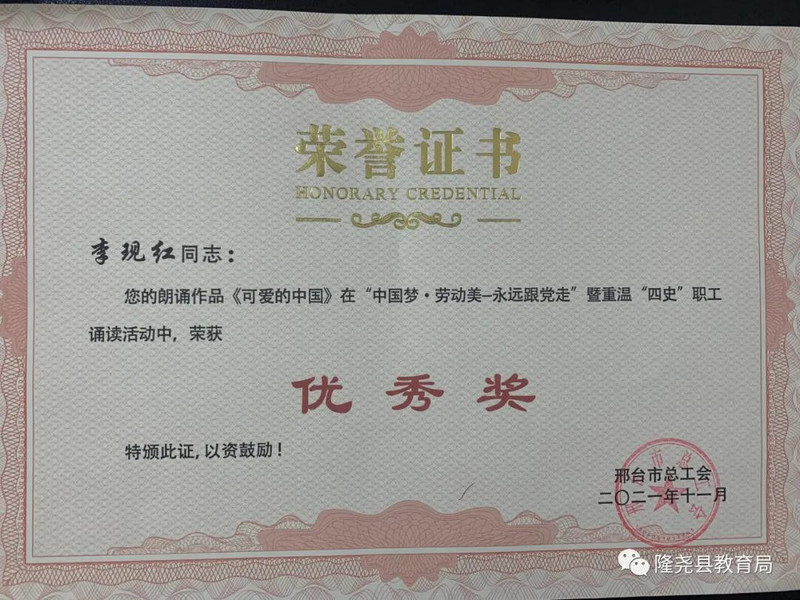 荣誉证书
HONORARY CREDENTIAL
李现红同志：
您的朗诵作品《可爱的中国》在“中国梦·劳动美—永远跟党走”暨重温“四史”职工
诵读活动中，荣获
优秀奖
特颁此证，以资鼓励！
邢台市总工会
二〇二一年十一月
隆尧县教育局